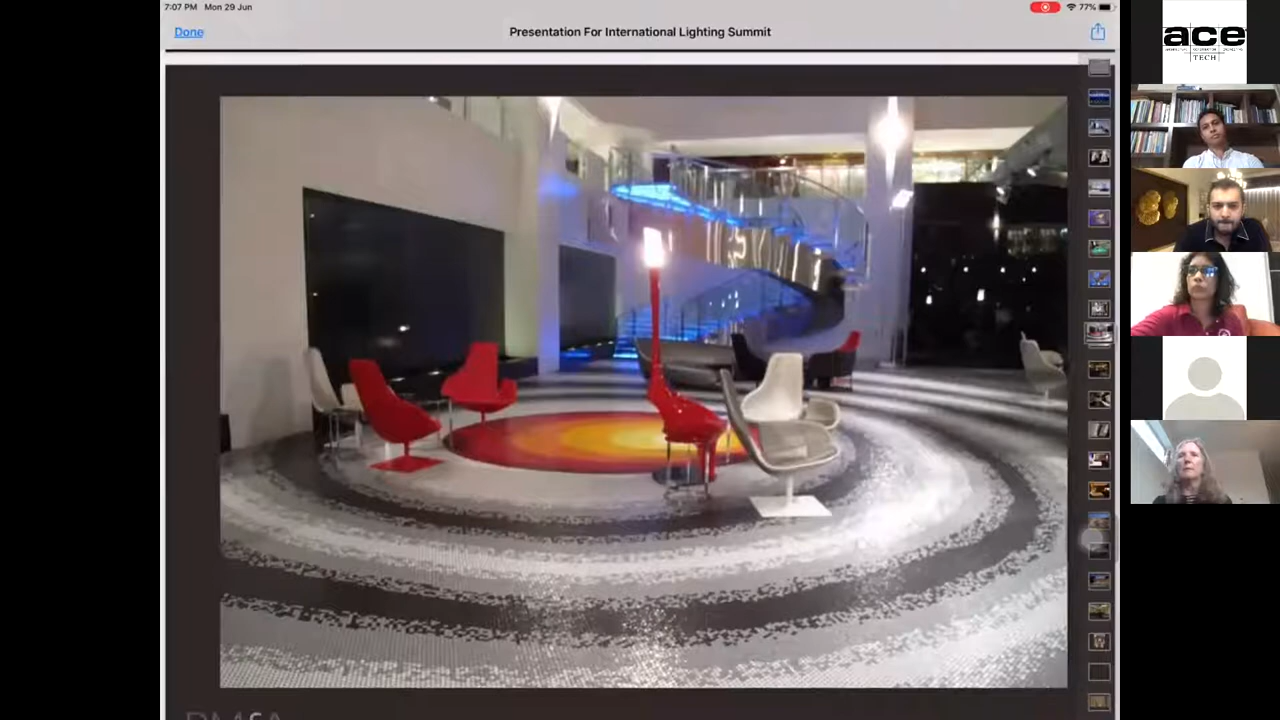 7:07 PM Mon 29 Jun
77%
Done
Presentation For International Lighting Summit
ace
TECH